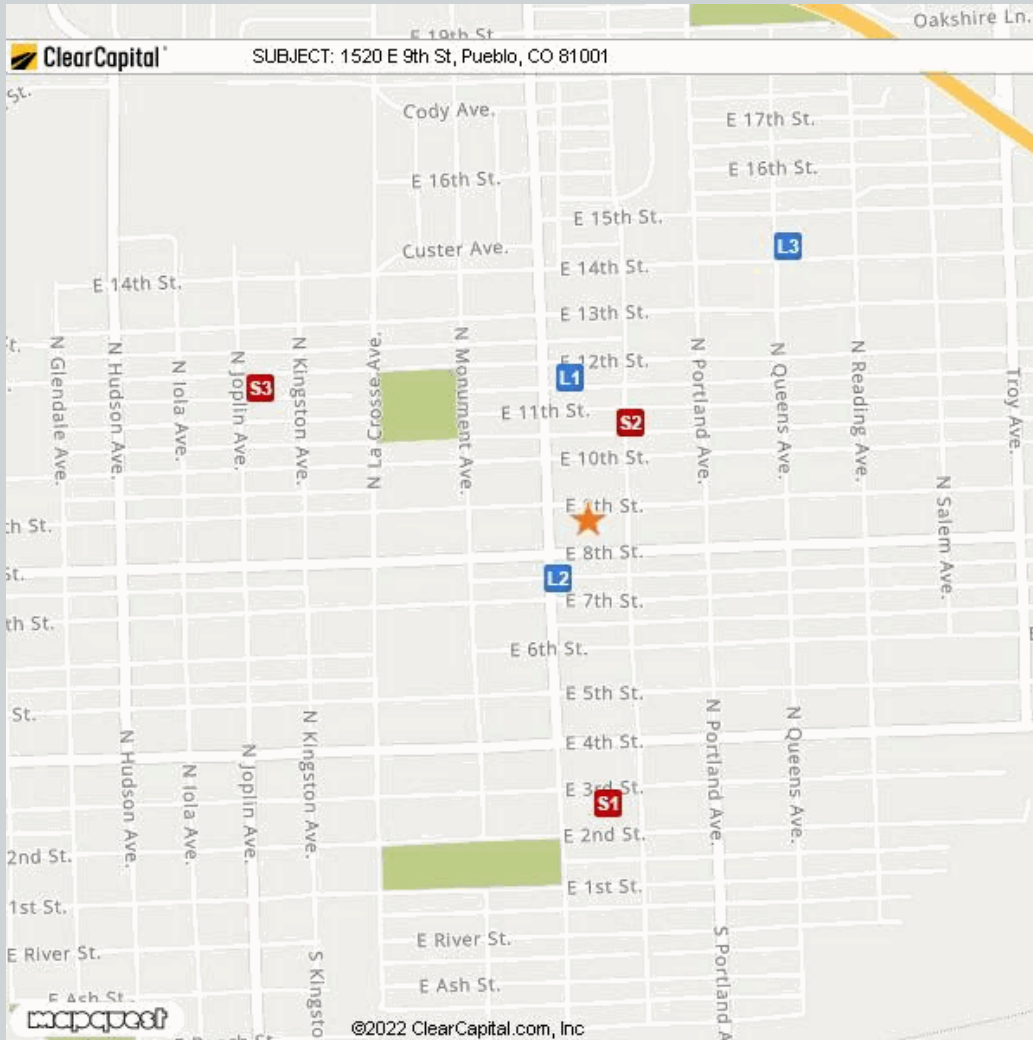 Oakshire Ln.
E 19th St
ClearCapital
SUBJECT: 1520 E 9th St, Pueblo, CO 81001
St.
Cody Ave.
E 17th St.
E 16th St.
E 16th St.
E 15th St.
Custer Ave.
L3
E 14th St.
E 14th St.
E 13th St.
E 12th St.
L1
S3
E 11th St.
S2
N Glendale Ave.
N Hudson Ave.
N Iola Ave.
N Joplin Ave.
N Kingston Ave.
N La Crosse Ave.
N Monument Ave.
N Portland Ave.
N Queens Ave.
N Reading Ave.
Troy Ave.
E 10th St.
N Salem Ave.
th St.
th St.
E 8th St.
St.
L2
E 7th St.
th St.
E 6th St.
E 5th St.
St.
E 4th St.
N Hudson Ave.
N Iola Ave.
N Joplin Ave.
N Kingston Ave.
N Portland Ave.
N Queens Ave.
E 3rd St.
S1
E 2nd St.
2nd St.
E 1st St.
1st St.
E River St.
E River St.
S Kingsto
S Portland A
E Ash St.
E Ash St.
mapquest
©2022 ClearCapital.com, Inc